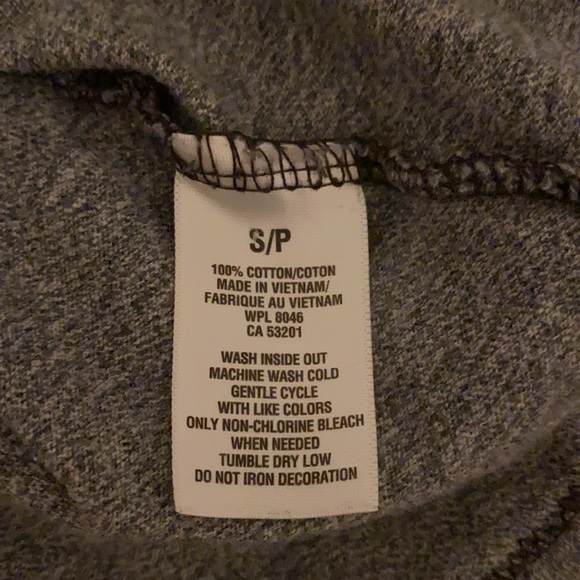 S/P
100% COTTON/COTON
MADE IN VIETNAM/
FABRIQUE AU VIETNAM
WPL 8046
CA 53201
WASH INSIDE OUT
MACHINE WASH COLD
GENTLE CYCLE
WITH LIKE COLORS
ONLY NON-CHLORINE BLEACH
WHEN NEEDED
TUMBLE DRY LOW
DO NOT IRON DECORATION